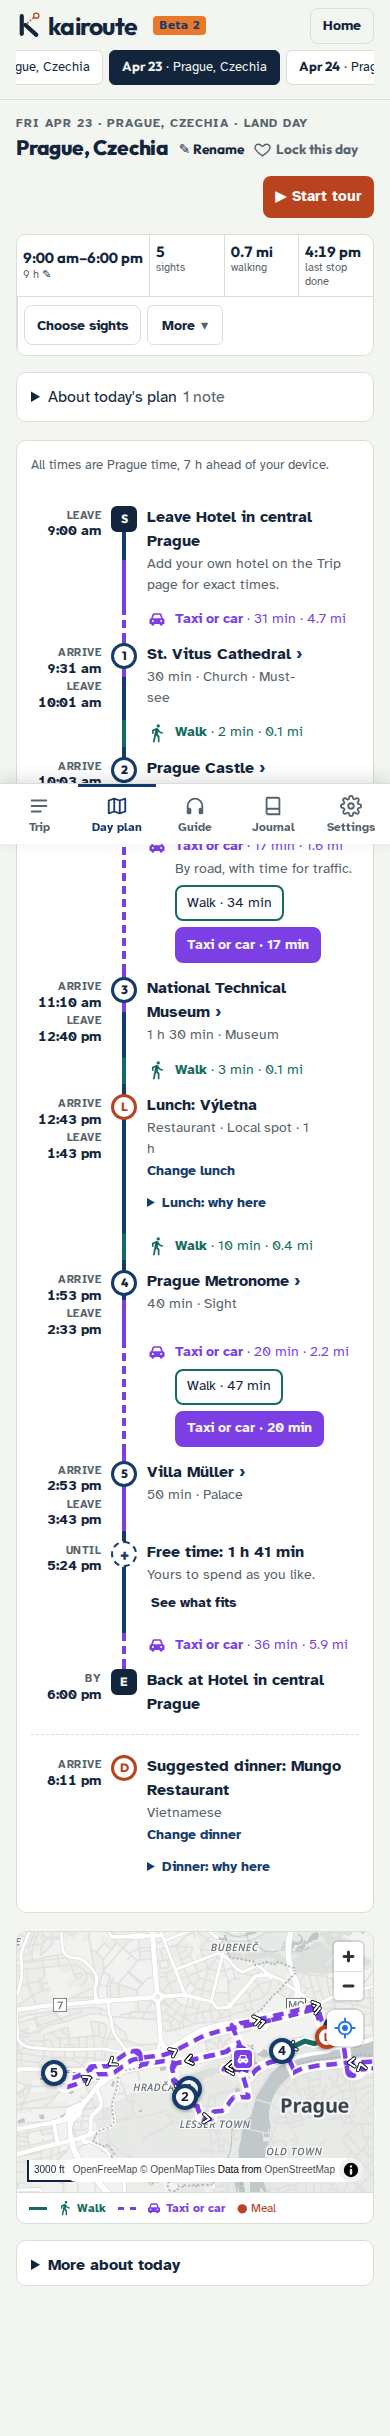 kairoute Beta 2 Home
gue, Czechia Apr 23 · Prague, Czechia Apr 24 · Prag
FRI APR 23 · PRAGUE, CZECHIA · LAND DAY
Prague, Czechia ✎ Rename Lock this day
▶ Start tour
9:00 am–6:00 pm 5 0.7 mi 4:19 pm
9 h ✎ sights walking last stop
done
Choose sights More ▼
▶ About today's plan 1 note
All times are Prague time, 7 h ahead of your device.
LEAVE
9:00 am
S
Leave Hotel in central
Prague
Add your own hotel on the Trip
page for exact times.
Taxi or car · 31 min · 4.7 mi
ARRIVE
9:31 am
LEAVE
10:01 am
1
St. Vitus Cathedral ›
30 min · Church · Must-
see
Walk · 2 min · 0.1 mi
ARRIVE
10:03 am
2
Prague Castle ›
Trip Day plan Guide Journal Settings
Taxi or car · 17 min · 1.6 mi
By road, with time for traffic.
Walk · 34 min
Taxi or car · 17 min
ARRIVE
11:10 am
LEAVE
12:40 pm
3
National Technical
Museum ›
1 h 30 min · Museum
Walk · 3 min · 0.1 mi
ARRIVE
12:43 pm
LEAVE
1:43 pm
L
Lunch: Výletna
Restaurant · Local spot · 1
h
Change lunch
▶ Lunch: why here
Walk · 10 min · 0.4 mi
ARRIVE
1:53 pm
LEAVE
2:33 pm
4
Prague Metronome ›
40 min · Sight
Taxi or car · 20 min · 2.2 mi
Walk · 47 min
Taxi or car · 20 min
ARRIVE
2:53 pm
LEAVE
3:43 pm
5
Villa Müller ›
50 min · Palace
UNTIL
5:24 pm
+
Free time: 1 h 41 min
Yours to spend as you like.
See what fits
Taxi or car · 36 min · 5.9 mi
BY
6:00 pm
E
Back at Hotel in central
Prague
ARRIVE
8:11 pm
D
Suggested dinner: Mungo
Restaurant
Vietnamese
Change dinner
▶ Dinner: why here
BUBENEČ
+
−
7
MO
4
5
HRADČA
2
LESSER TOWN
Prague
OLD TOWN
3000 ft OpenFreeMap © OpenMapTiles Data from OpenStreetMap
Walk Taxi or car Meal
▶ More about today